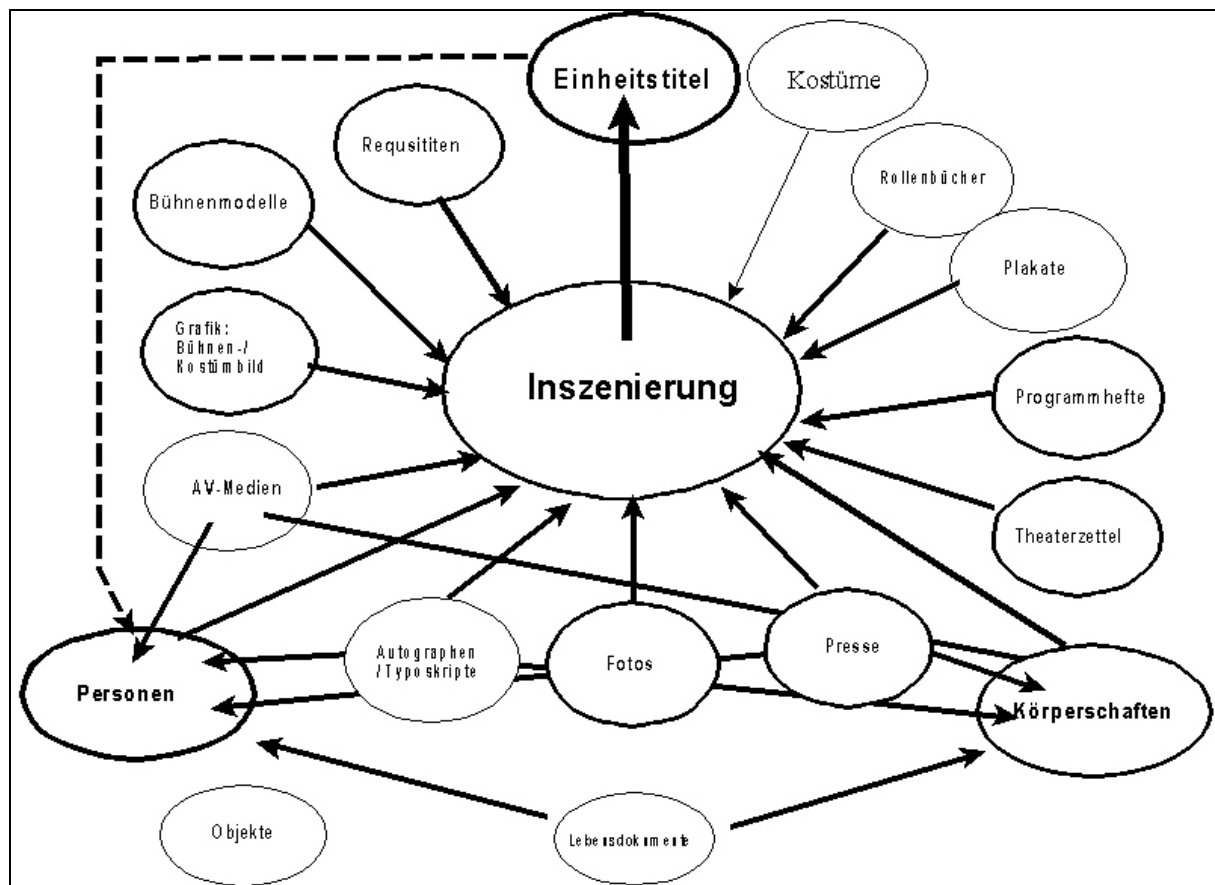 Einheitstitel
Kostüme
Requsititen
Rollenbücher
Bühnenmodelle
Plakate
Grafik:
Bühnen-/
Kostümbild
Inszenierung
Programmhefte
AV-Medien
Theaterzettel
Autographen
/Typoskripte
Fotos
Presse
Personen
Körperschaften
Objekte
Lebensdokumente